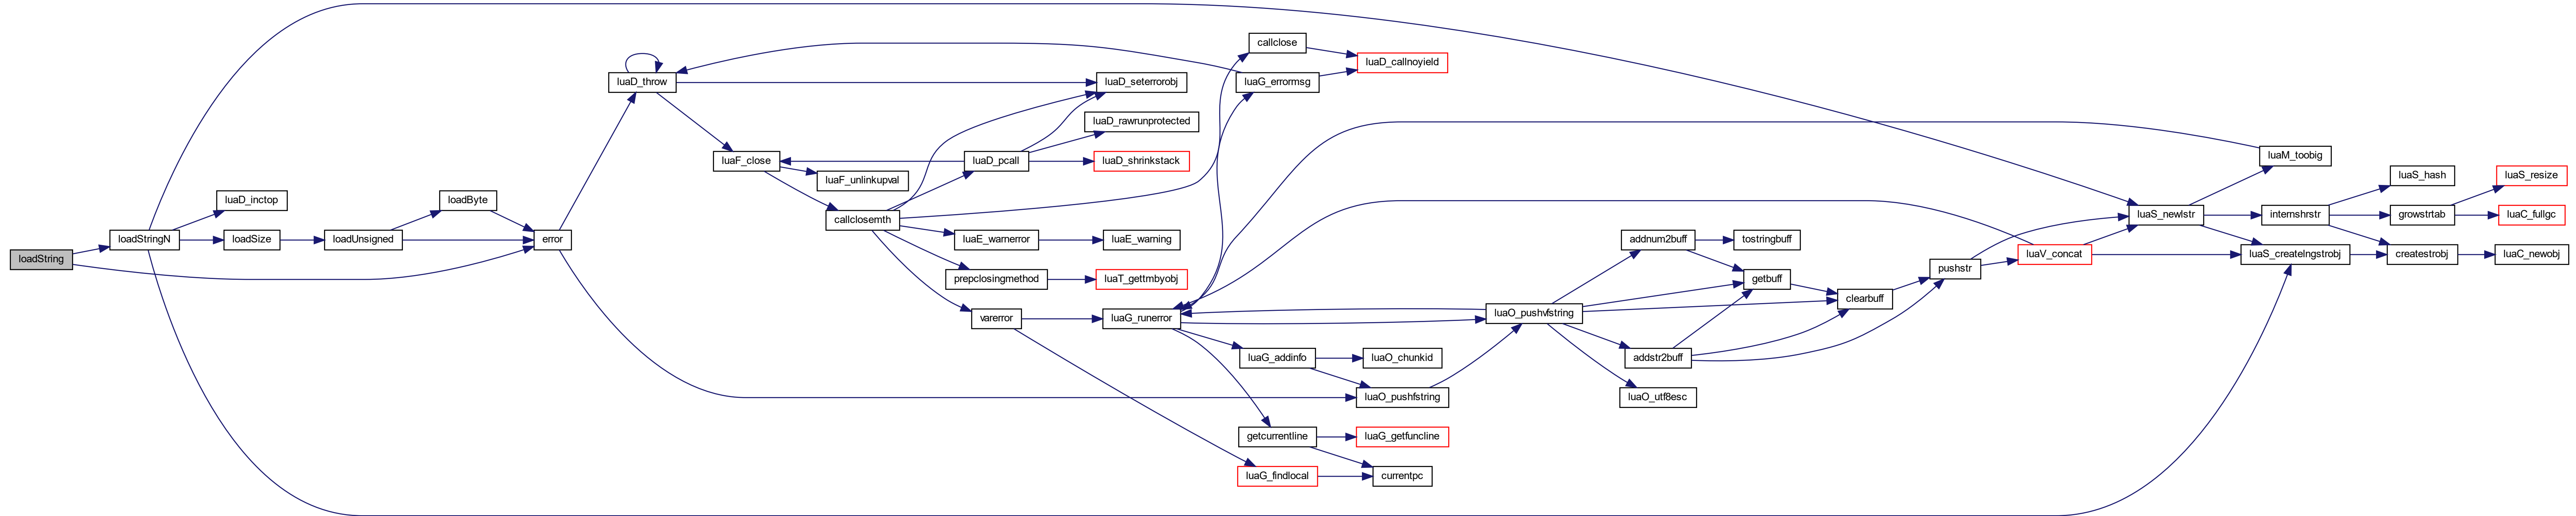 loadString
loadStringN
luaD_inctop
loadSize
loadUnsigned
loadByte
error
luaD_throw
luaF_close
luaF_unlinkupval
callclosemth
luaD_pcall
luaE_warnerror
prepclosingmethod
varerror
luaD_seterrorobj
luaD_rawrunprotected
luaD_shrinkstack
luaE_warning
luaT_gettmbyobj
luaG_runerror
callclose
luaG_errormsg
luaD_callnoyield
luaG_addinfo
getcurrentline
luaG_findlocal
luaO_chunkid
luaO_pushfstring
luaG_getfuncline
currentpc
luaO_pushvfstring
addnum2buff
addstr2buff
luaO_utf8esc
tostringbuff
getbuff
clearbuff
pushstr
luaV_concat
luaS_newlstr
luaM_toobig
internshrstr
luaS_createlngstrobj
luaS_hash
growstrtab
createstrobj
luaS_resize
luaC_fullgc
luaC_newobj